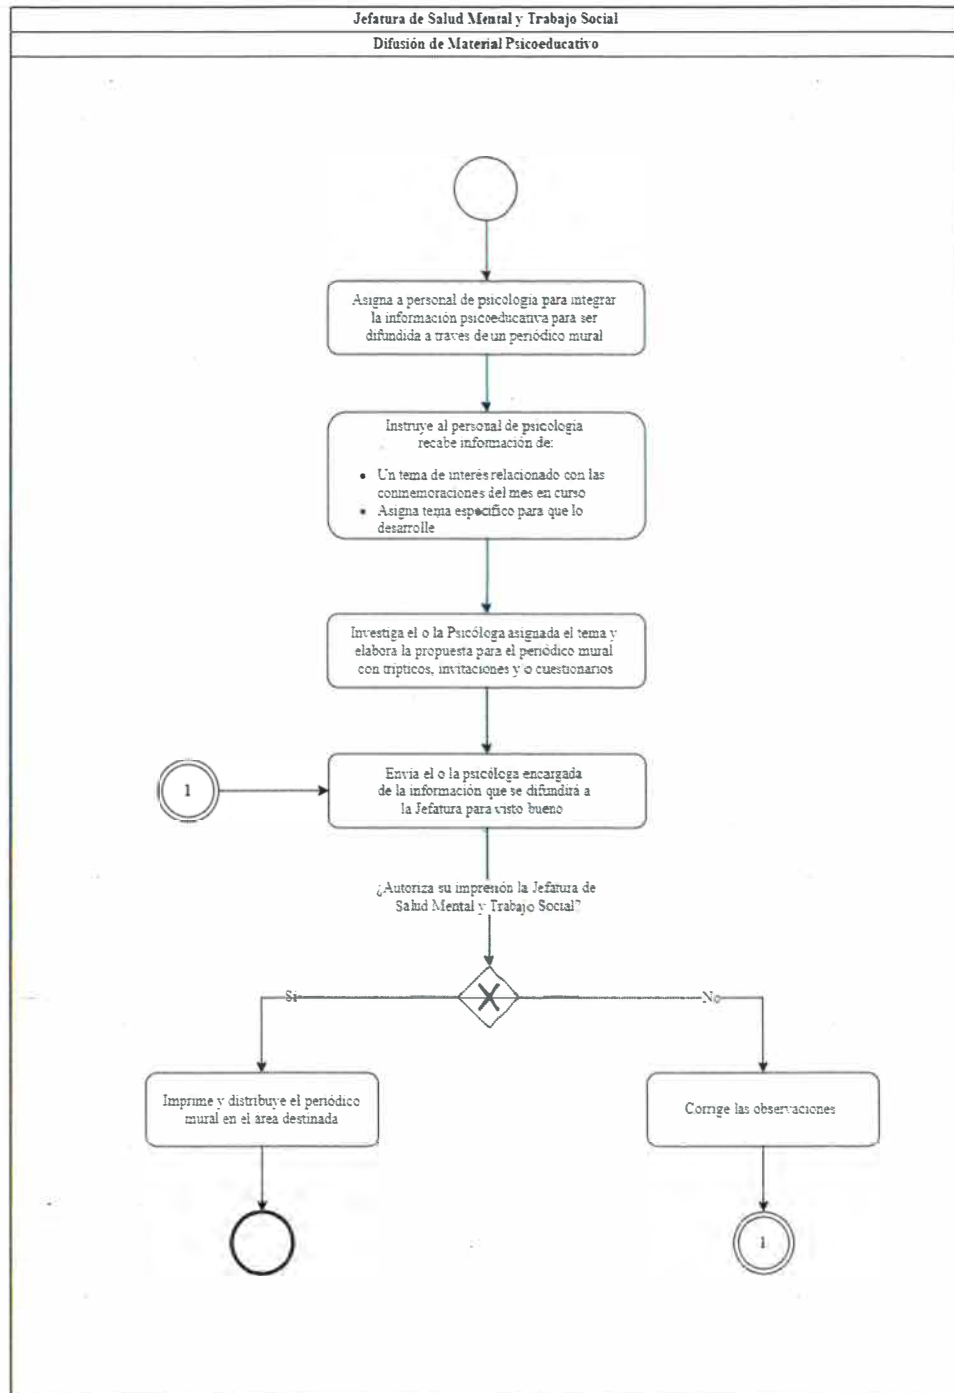 Jefatura de Salud Mental y Trabajo Social
Difusión de Material Psicoeducativo
Asigna a personal de psicología para integrar
la información psicoeducativa para ser
difundida a traves de un periódico mural
Instruye al personal de psicología
recabe información de:
• Un tema de interés relacionado con las
conmemoraciones del mes en curso
• Asigna tema específico para que lo
desarrolle
Investiga el o la Psicóloga asignada el tema y
elabora la propuesta para el periódico mural
con trípticos, invitaciones y o cuestionarios
1
Envía el o la psicóloga encargada
de la información que se difundirá a
la Jefatura para visto bueno
¿Autoriza su impresión la Jefatura de
Salud Mental y Trabajo Social?
Si
No
Imprime y distribuye el periódico
mural en el área destinada
Corrige las observaciones
1